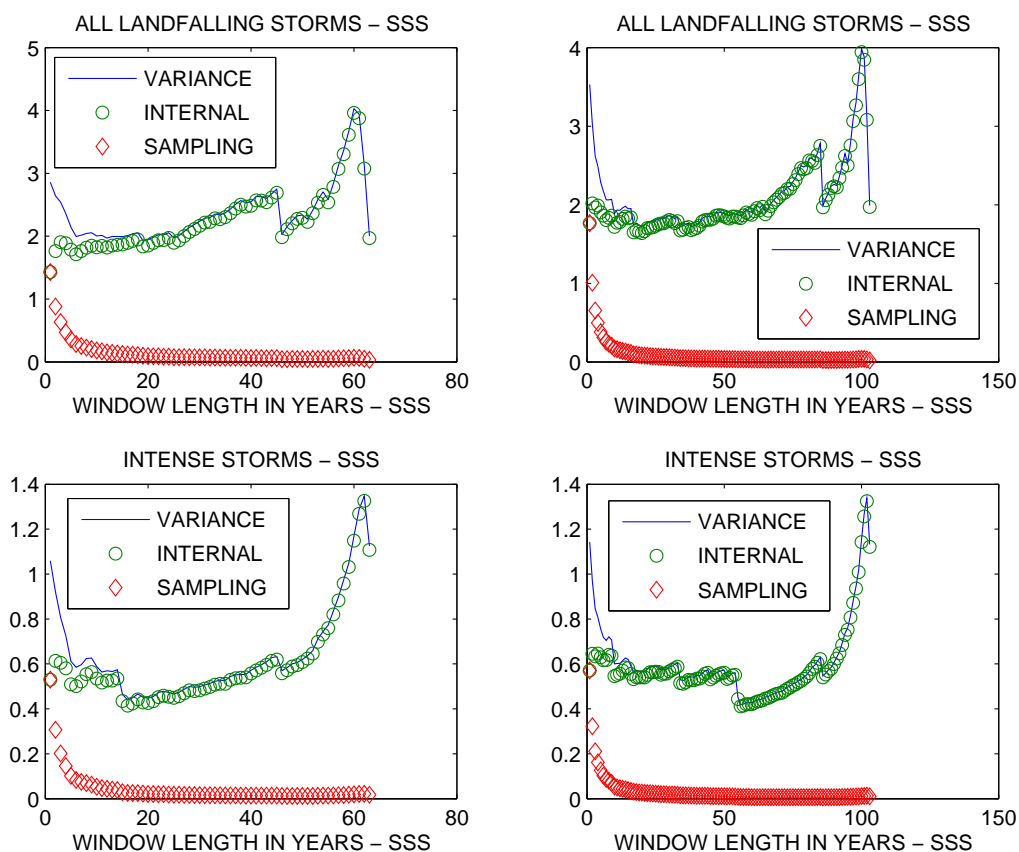 ALL LANDFALLING STORMS − SSS
5
4
3
2
1
0
VARIANCE
INTERNAL
SAMPLING
0 20 40 60 80
WINDOW LENGTH IN YEARS − SSS
ALL LANDFALLING STORMS − SSS
4
3
2
1
0
VARIANCE
INTERNAL
SAMPLING
0 50 100 150
WINDOW LENGTH IN YEARS − SSS
INTENSE STORMS − SSS
1.4
1.2
1
0.8
0.6
0.4
0.2
0
VARIANCE
INTERNAL
SAMPLING
0 20 40 60 80
WINDOW LENGTH IN YEARS − SSS
INTENSE STORMS − SSS
1.4
1.2
1
0.8
0.6
0.4
0.2
0
VARIANCE
INTERNAL
SAMPLING
0 50 100 150
WINDOW LENGTH IN YEARS − SSS